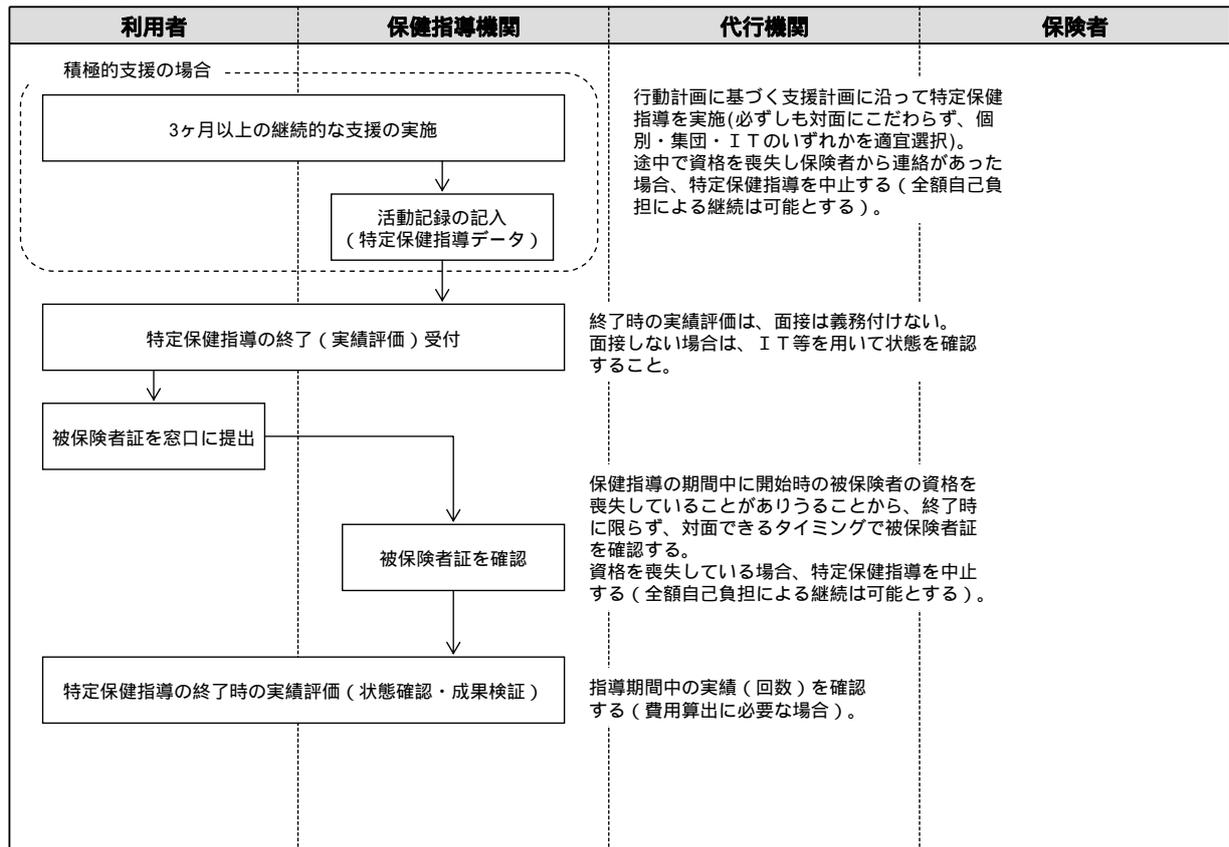 利用者 保健指導機関 代行機関 保険者
積極的支援の場合
3ヶ月以上の継続的な支援の実施
行動計画に基づく支援計画に沿って特定保健
指導を実施(必ずしも対面にこだわらず、個
別・集団・ＩＴのいずれかを適宜選択)。
途中で資格を喪失し保険者から連絡があった
場合、特定保健指導を中止する（全額自己負
担による継続は可能とする）。
活動記録の記入
（特定保健指導データ）
特定保健指導の終了（実績評価）受付
終了時の実績評価は、面接は義務付けない。
面接しない場合は、ＩＴ等を用いて状態を確認
すること。
被保険者証を窓口に提出
保健指導の期間中に開始時の被保険者の資格を
喪失していることがありうることから、終了時
に限らず、対面できるタイミングで被保険者証
を確認する。
資格を喪失している場合、特定保健指導を中止
する（全額自己負担による継続は可能とする）。
被保険者証を確認
特定保健指導の終了時の実績評価（状態確認・成果検証）
指導期間中の実績（回数）を確認
する（費用算出に必要な場合）。